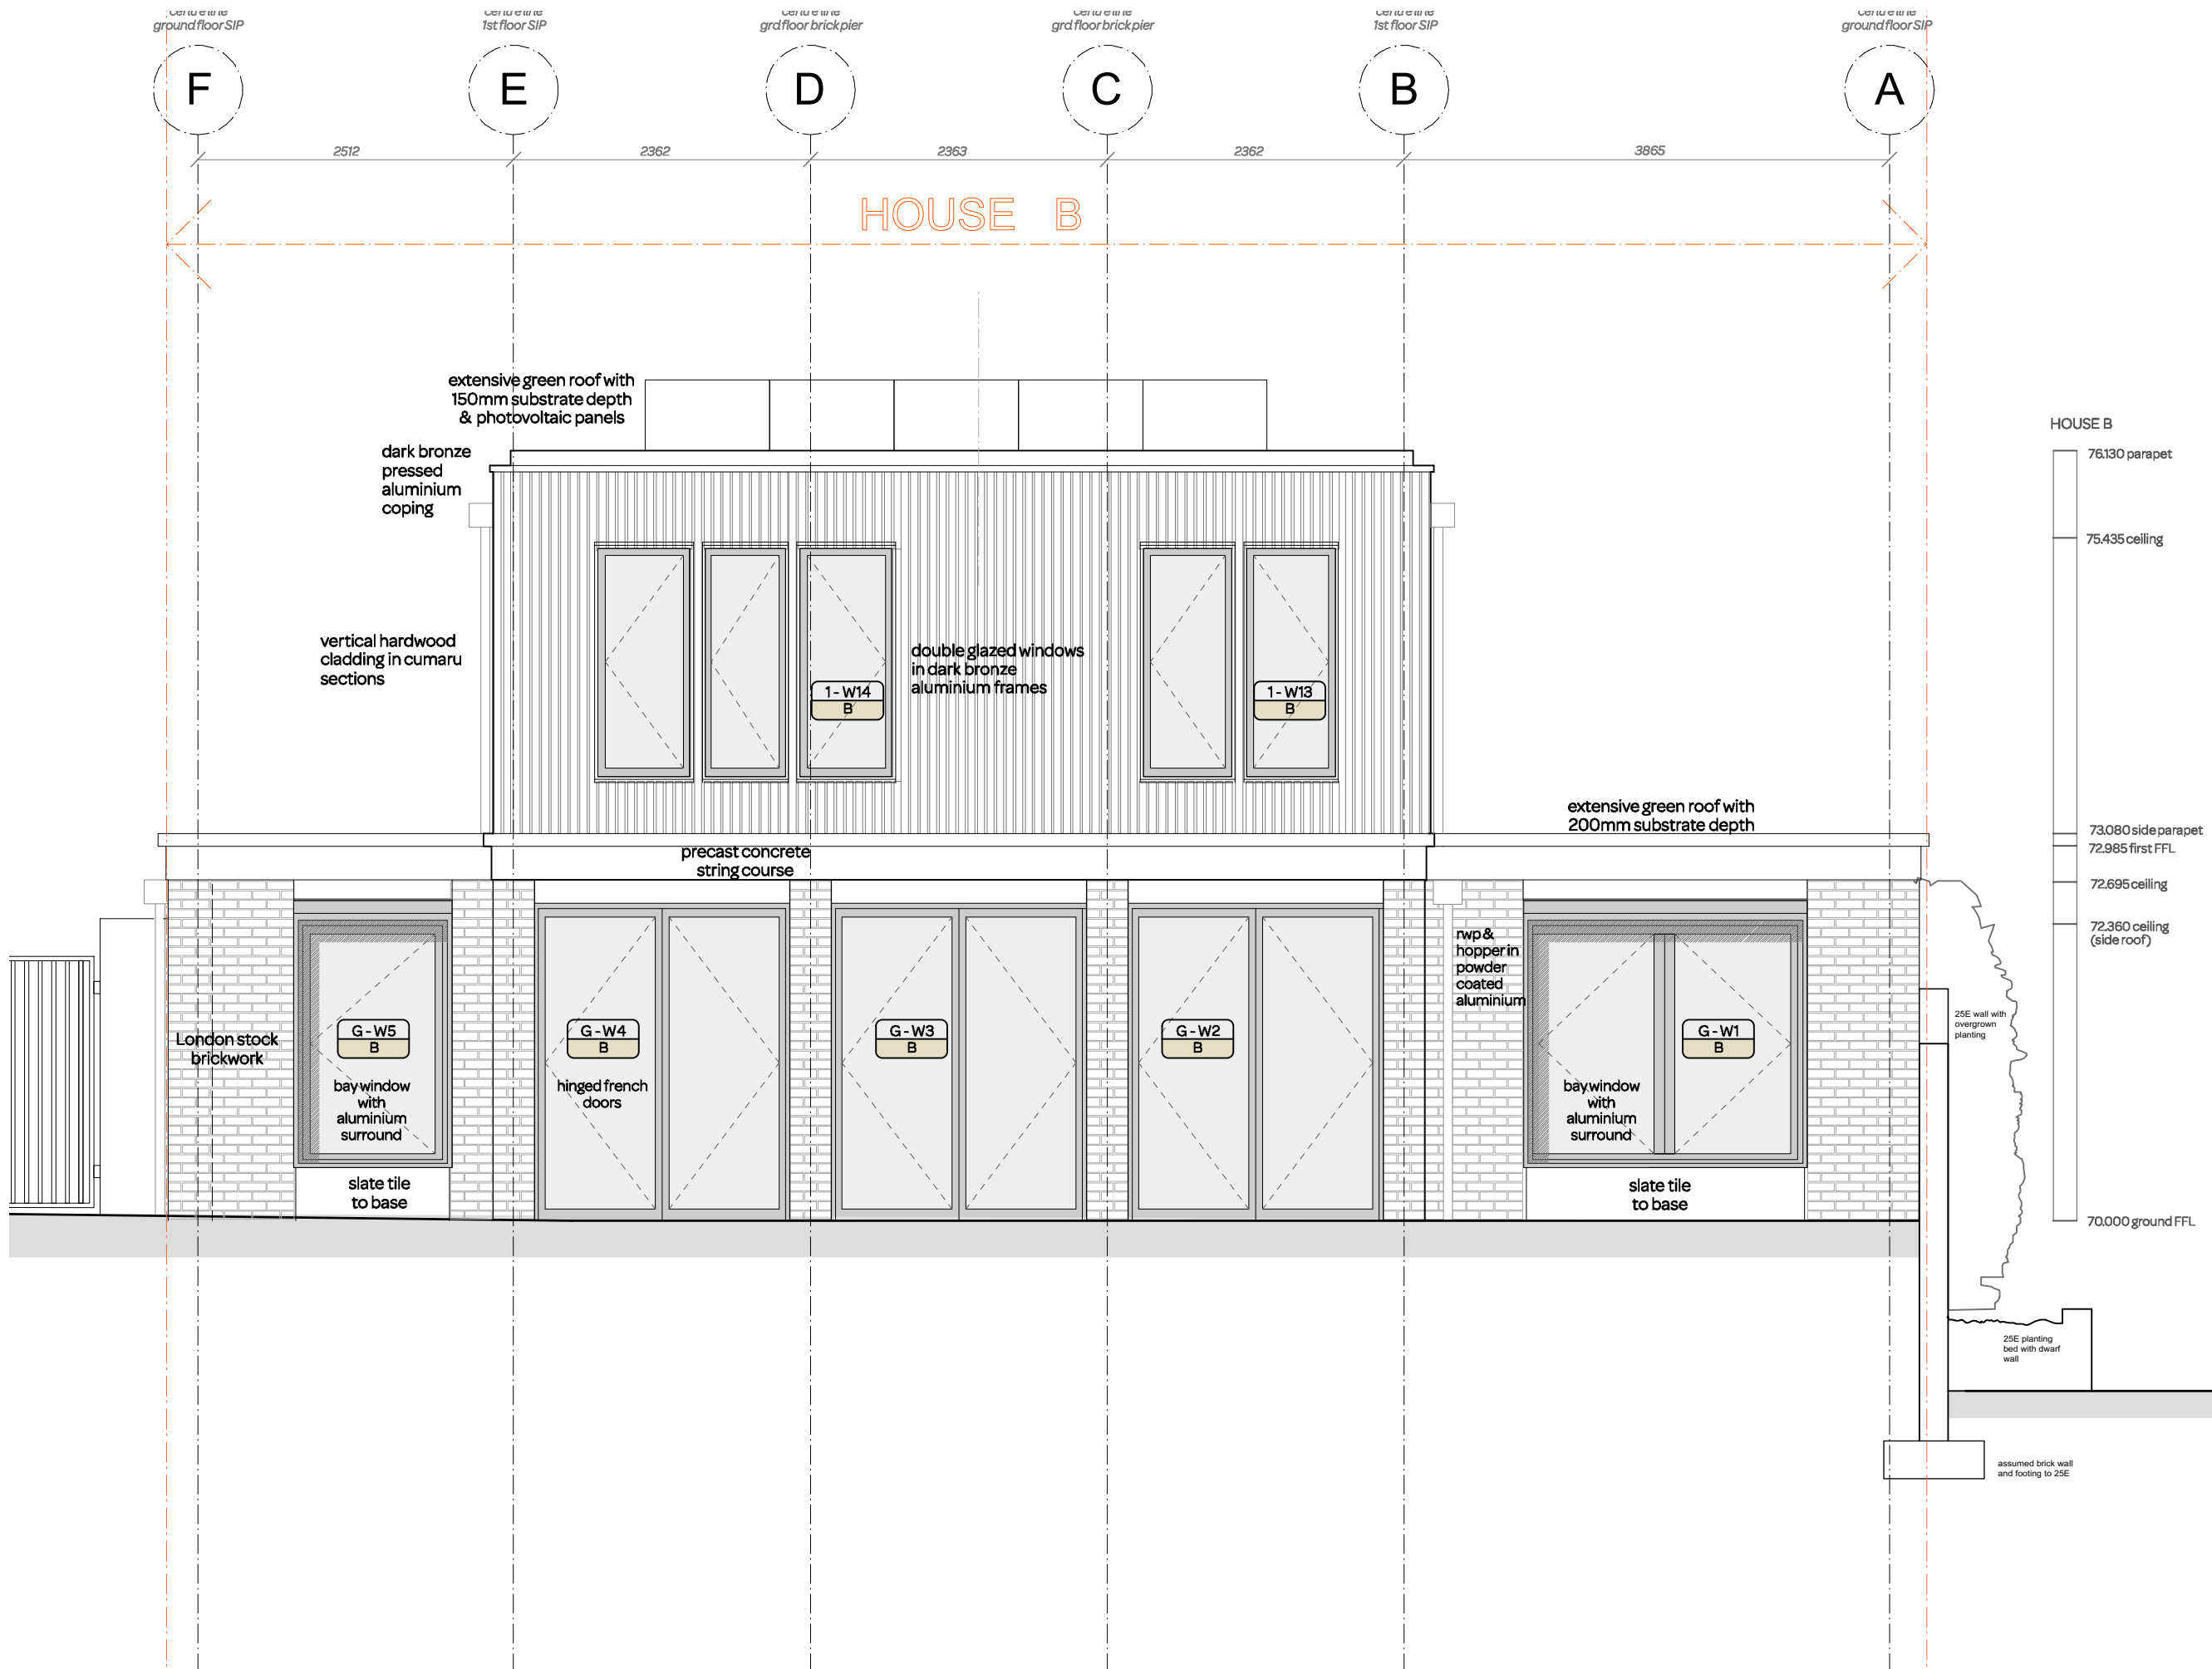 ground floor SIP
1st floor SIP
grd floor brick pier
grd floor brick pier
1st floor SIP
ground floor SIP
F
E
D
C
B
A
2512
2362
2363
2362
3865
HOUSE B
extensive green roof with
150mm substrate depth
& photovoltaic panels
dark bronze
pressed
aluminium
coping
vertical hardwood
cladding in cumaru
sections
double glazed windows
in dark bronze
aluminium frames
1 - W14
B
1 - W13
B
extensive green roof with
200mm substrate depth
precast concrete
string course
rwp &
hopper in
powder
coated
aluminium
London stock
brickwork
G - W5
B
bay window
with
aluminium
surround
slate tile
to base
G - W4
B
hinged french
doors
G - W3
B
G - W2
B
G - W1
B
bay window
with
aluminium
surround
slate tile
to base
HOUSE B
76.130 parapet
75.435 ceiling
73.080 side parapet
72.985 first FFL
72.695 ceiling
72.360 ceiling
(side roof)
70.000 ground FFL
25E wall with
overgrown
planting
25E planting
bed with dwarf
wall
assumed brick wall
and footing to 25E